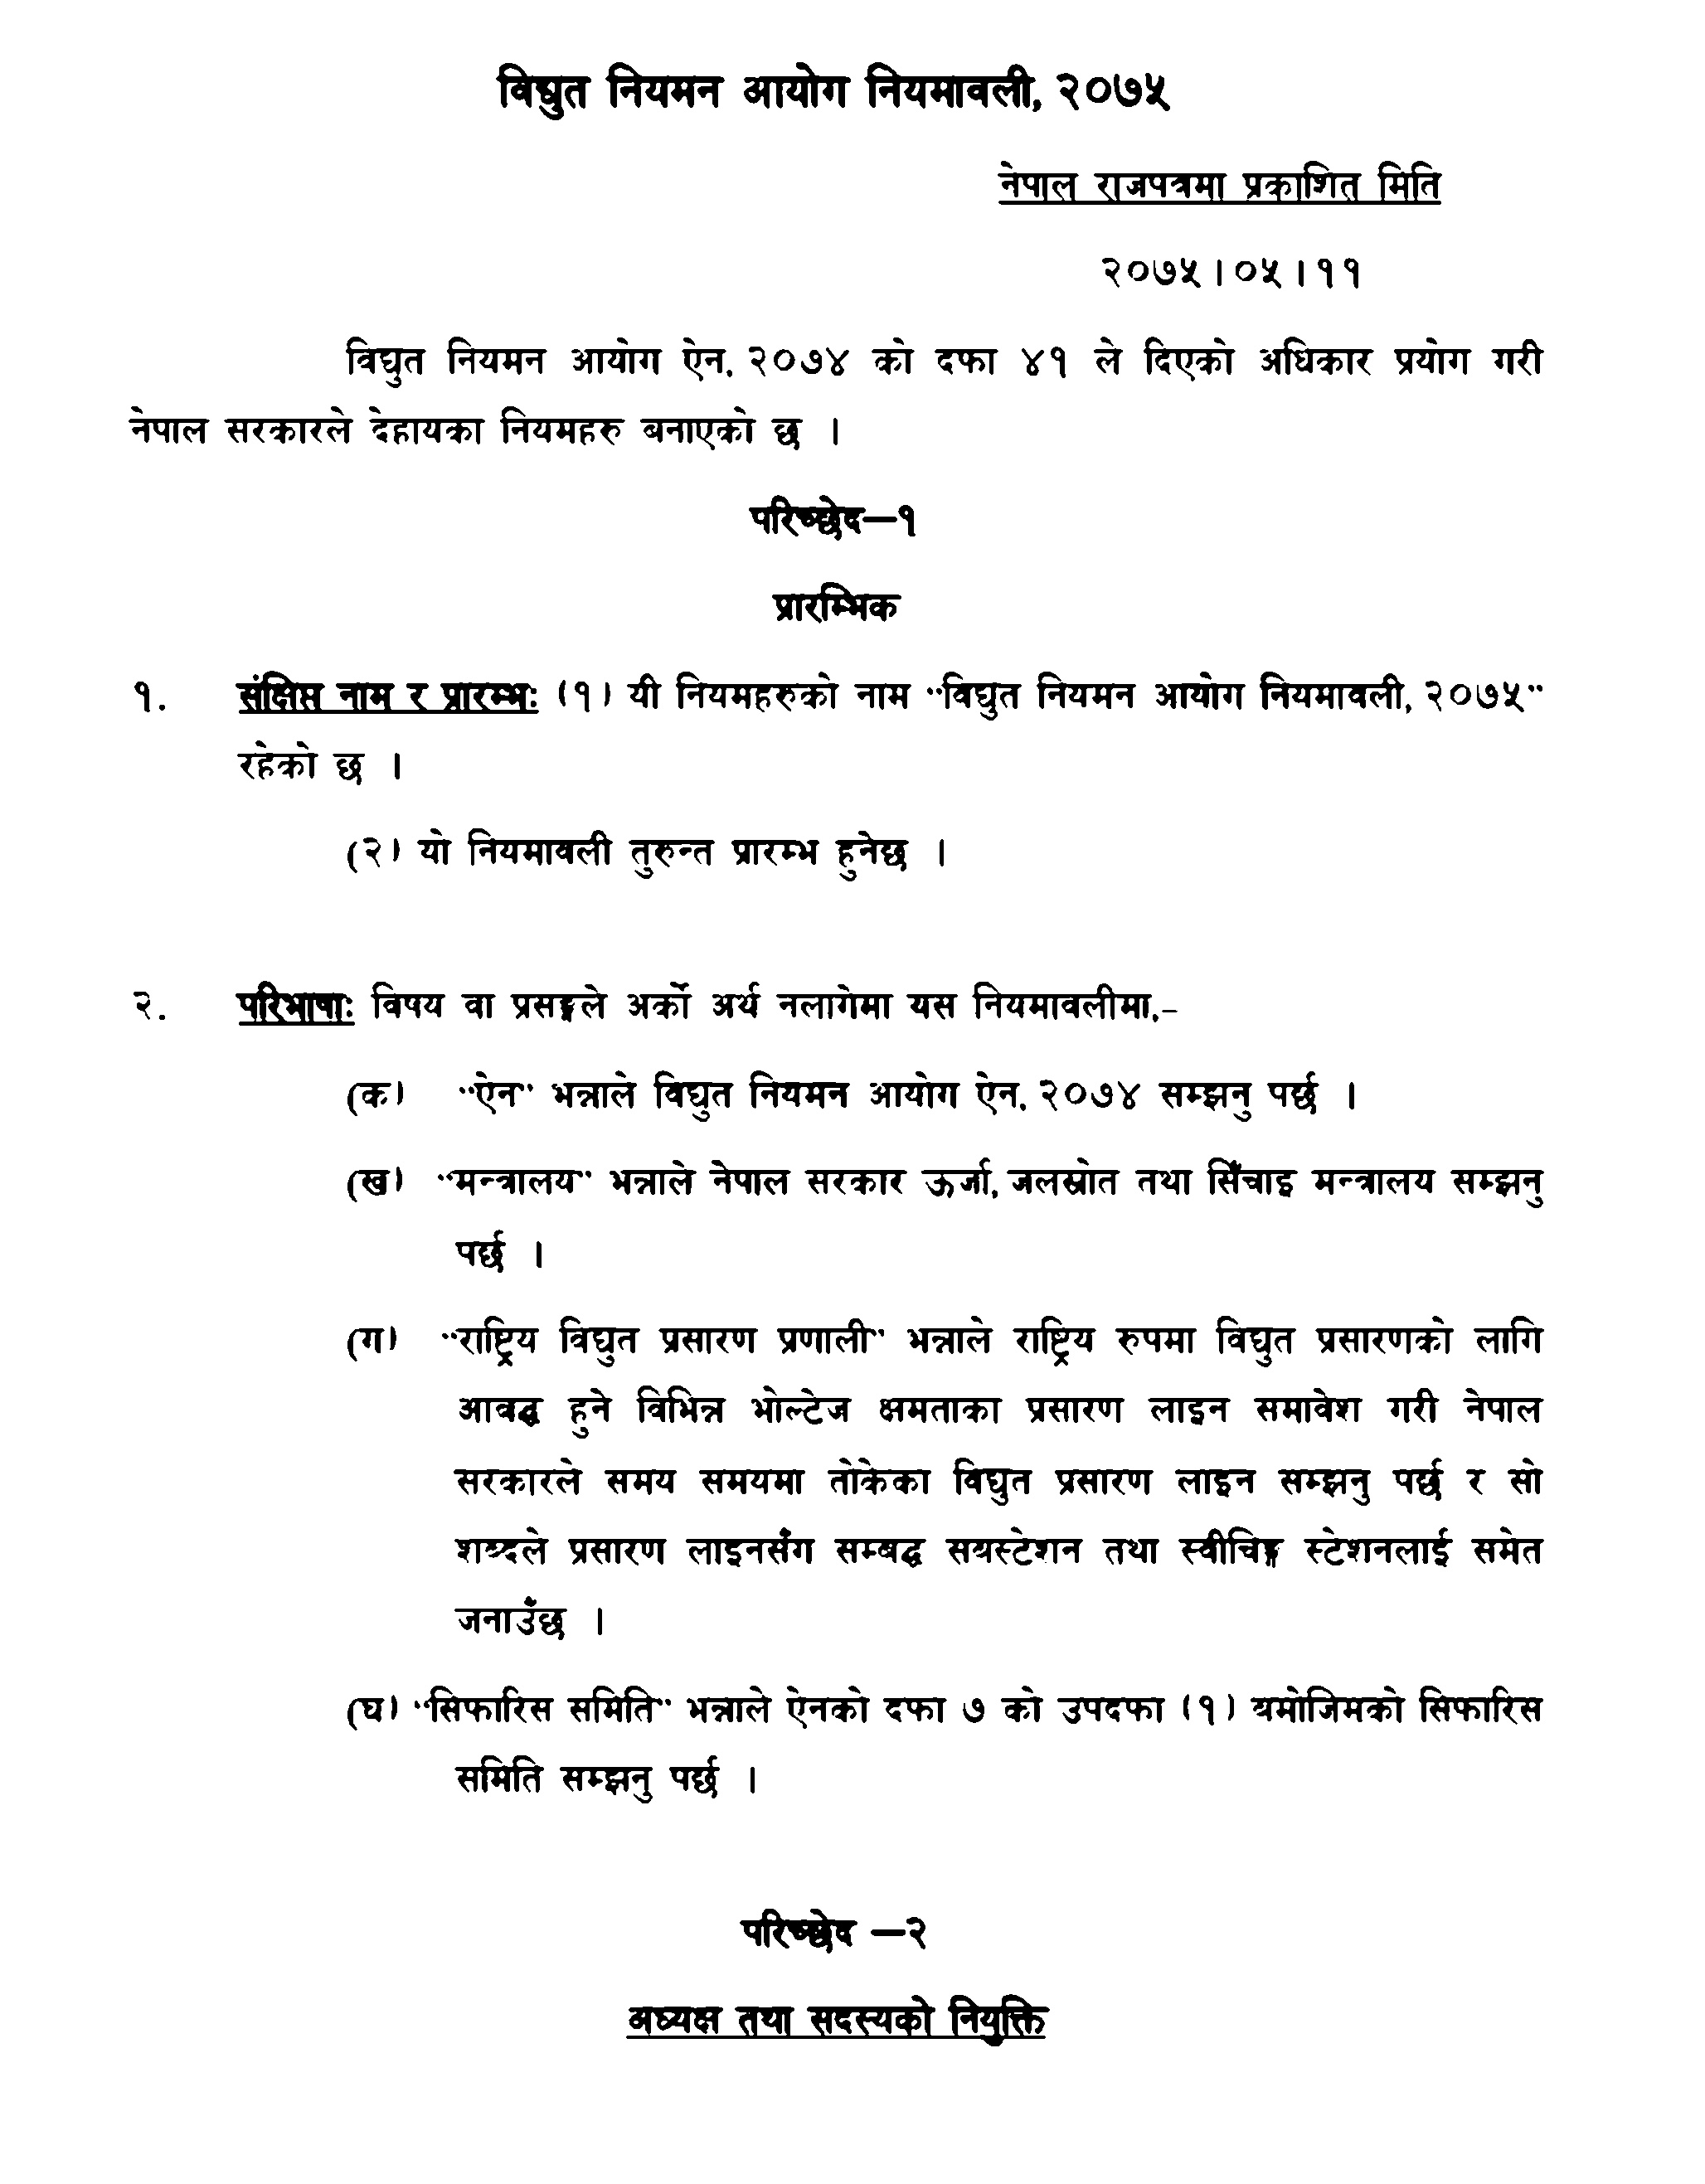 विद्युत नियमन आयोग नियमावली, २०७५
नेपाल राजपत्रमा प्रकाशित मिति
२०७५।०५।११
विद्युत नियमन आयोग ऐन, २०७४ को दफा ४१ ले दिएको अधिकार प्रयोग गरी
नेपाल सरकारले देहायका नियमहरु बनाएको छ ।
परिच्छेद–१
प्रारम्भिक
१. संक्षिप्त नाम र प्रारम्भः (१) यी नियमहरुको नाम "विद्युत नियमन आयोग नियमावली, २०७५"
रहेको छ ।
(२) यो नियमावली तुरुन्त प्रारम्भ हुनेछ ।
२. परिभाषाः विषय वा प्रसङ्गले अर्को अर्थ नलागेमा यस नियमावलीमा,–
(क) "ऐन" भन्नाले विद्युत नियमन आयोग ऐन, २०७४ सम्झनु पर्छ ।
(ख) "मन्त्रालय" भन्नाले नेपाल सरकार ऊर्जा, जलस्रोत तथा सिँचाइ मन्त्रालय सम्झनु
पर्छ ।
(ग) "राष्ट्रिय विद्युत प्रसारण प्रणाली" भन्नाले राष्ट्रिय रुपमा विद्युत प्रसारणको लागि
आवद्ध हुने विभिन्न भोल्टेज क्षमताका प्रसारण लाइन समावेश गरी नेपाल
सरकारले समय समयमा तोकेका विद्युत प्रसारण लाइन सम्झनु पर्छ र सो
शब्दले प्रसारण लाइनसँग सम्बद्ध सबस्टेशन तथा स्वीचिङ्ग स्टेशनलाई समेत
जनाउँछ ।
(घ) "सिफारिस समिति" भन्नाले ऐनको दफा ७ को उपदफा (१) बमोजिमको सिफारिस
समिति सम्झनु पर्छ ।
परिच्छेद –२
अध्यक्ष तथा सदस्यको नियुक्ति